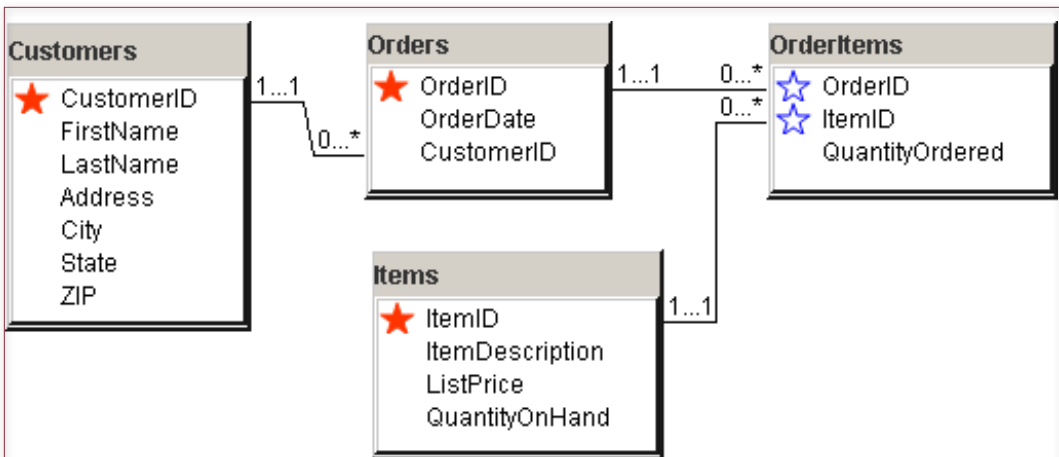 Customers
CustomerID
FirstName
LastName
Address
City
State
ZIP
1...1
0...*
Orders
OrderID
OrderDate
CustomerID
1...1
0...*
0...*
OrderItems
OrderID
ItemID
QuantityOrdered
Items
ItemID
ItemDescription
ListPrice
QuantityOnHand
1...1